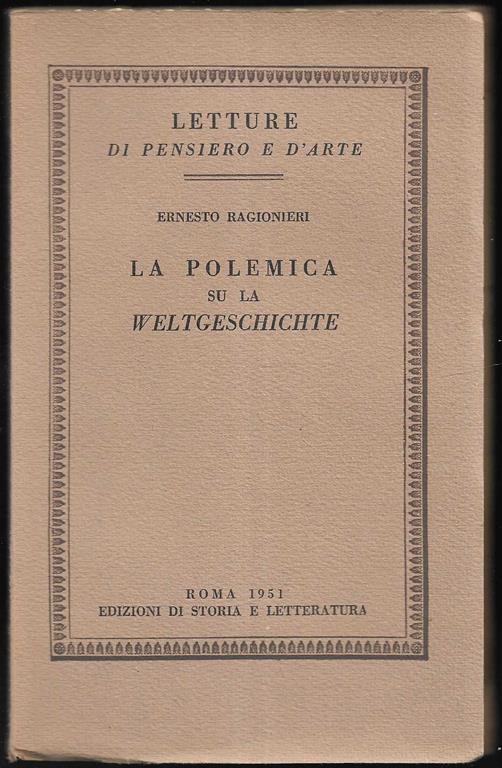 LETTURE
DI PENSIERO E D'ARTE
ERNESTO RAGIONIERI
LA POLEMICA
SU LA
WELTGESCHICHTE
ROMA 1951
EDIZIONI DI STORIA E LETTERATURA